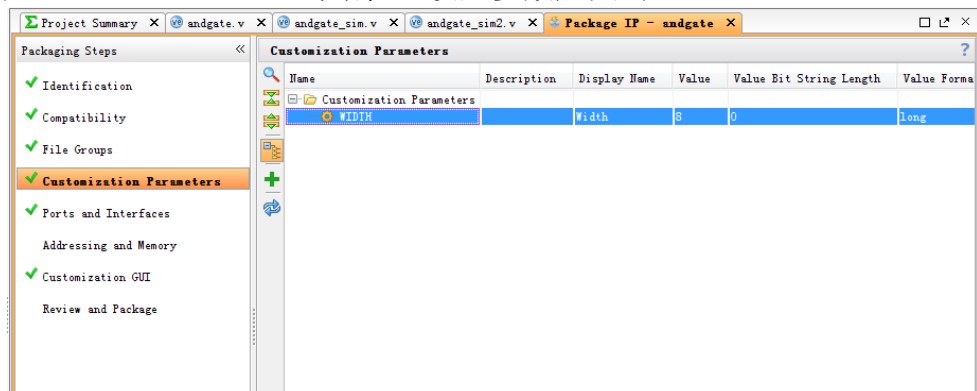 Project Summary andgate.v andgate_sim.v andgate_sim2.v Package IP - andgate
Packaging Steps «
Customization Parameters ?
Identification
Compatibility
File Groups
Customization Parameters
Ports and Interfaces
Addressing and Memory
Customization GUI
Review and Package
Name Description Display Name Value Value Bit String Length Value Forma
Customization Parameters
WIDTH Width 8 0 long